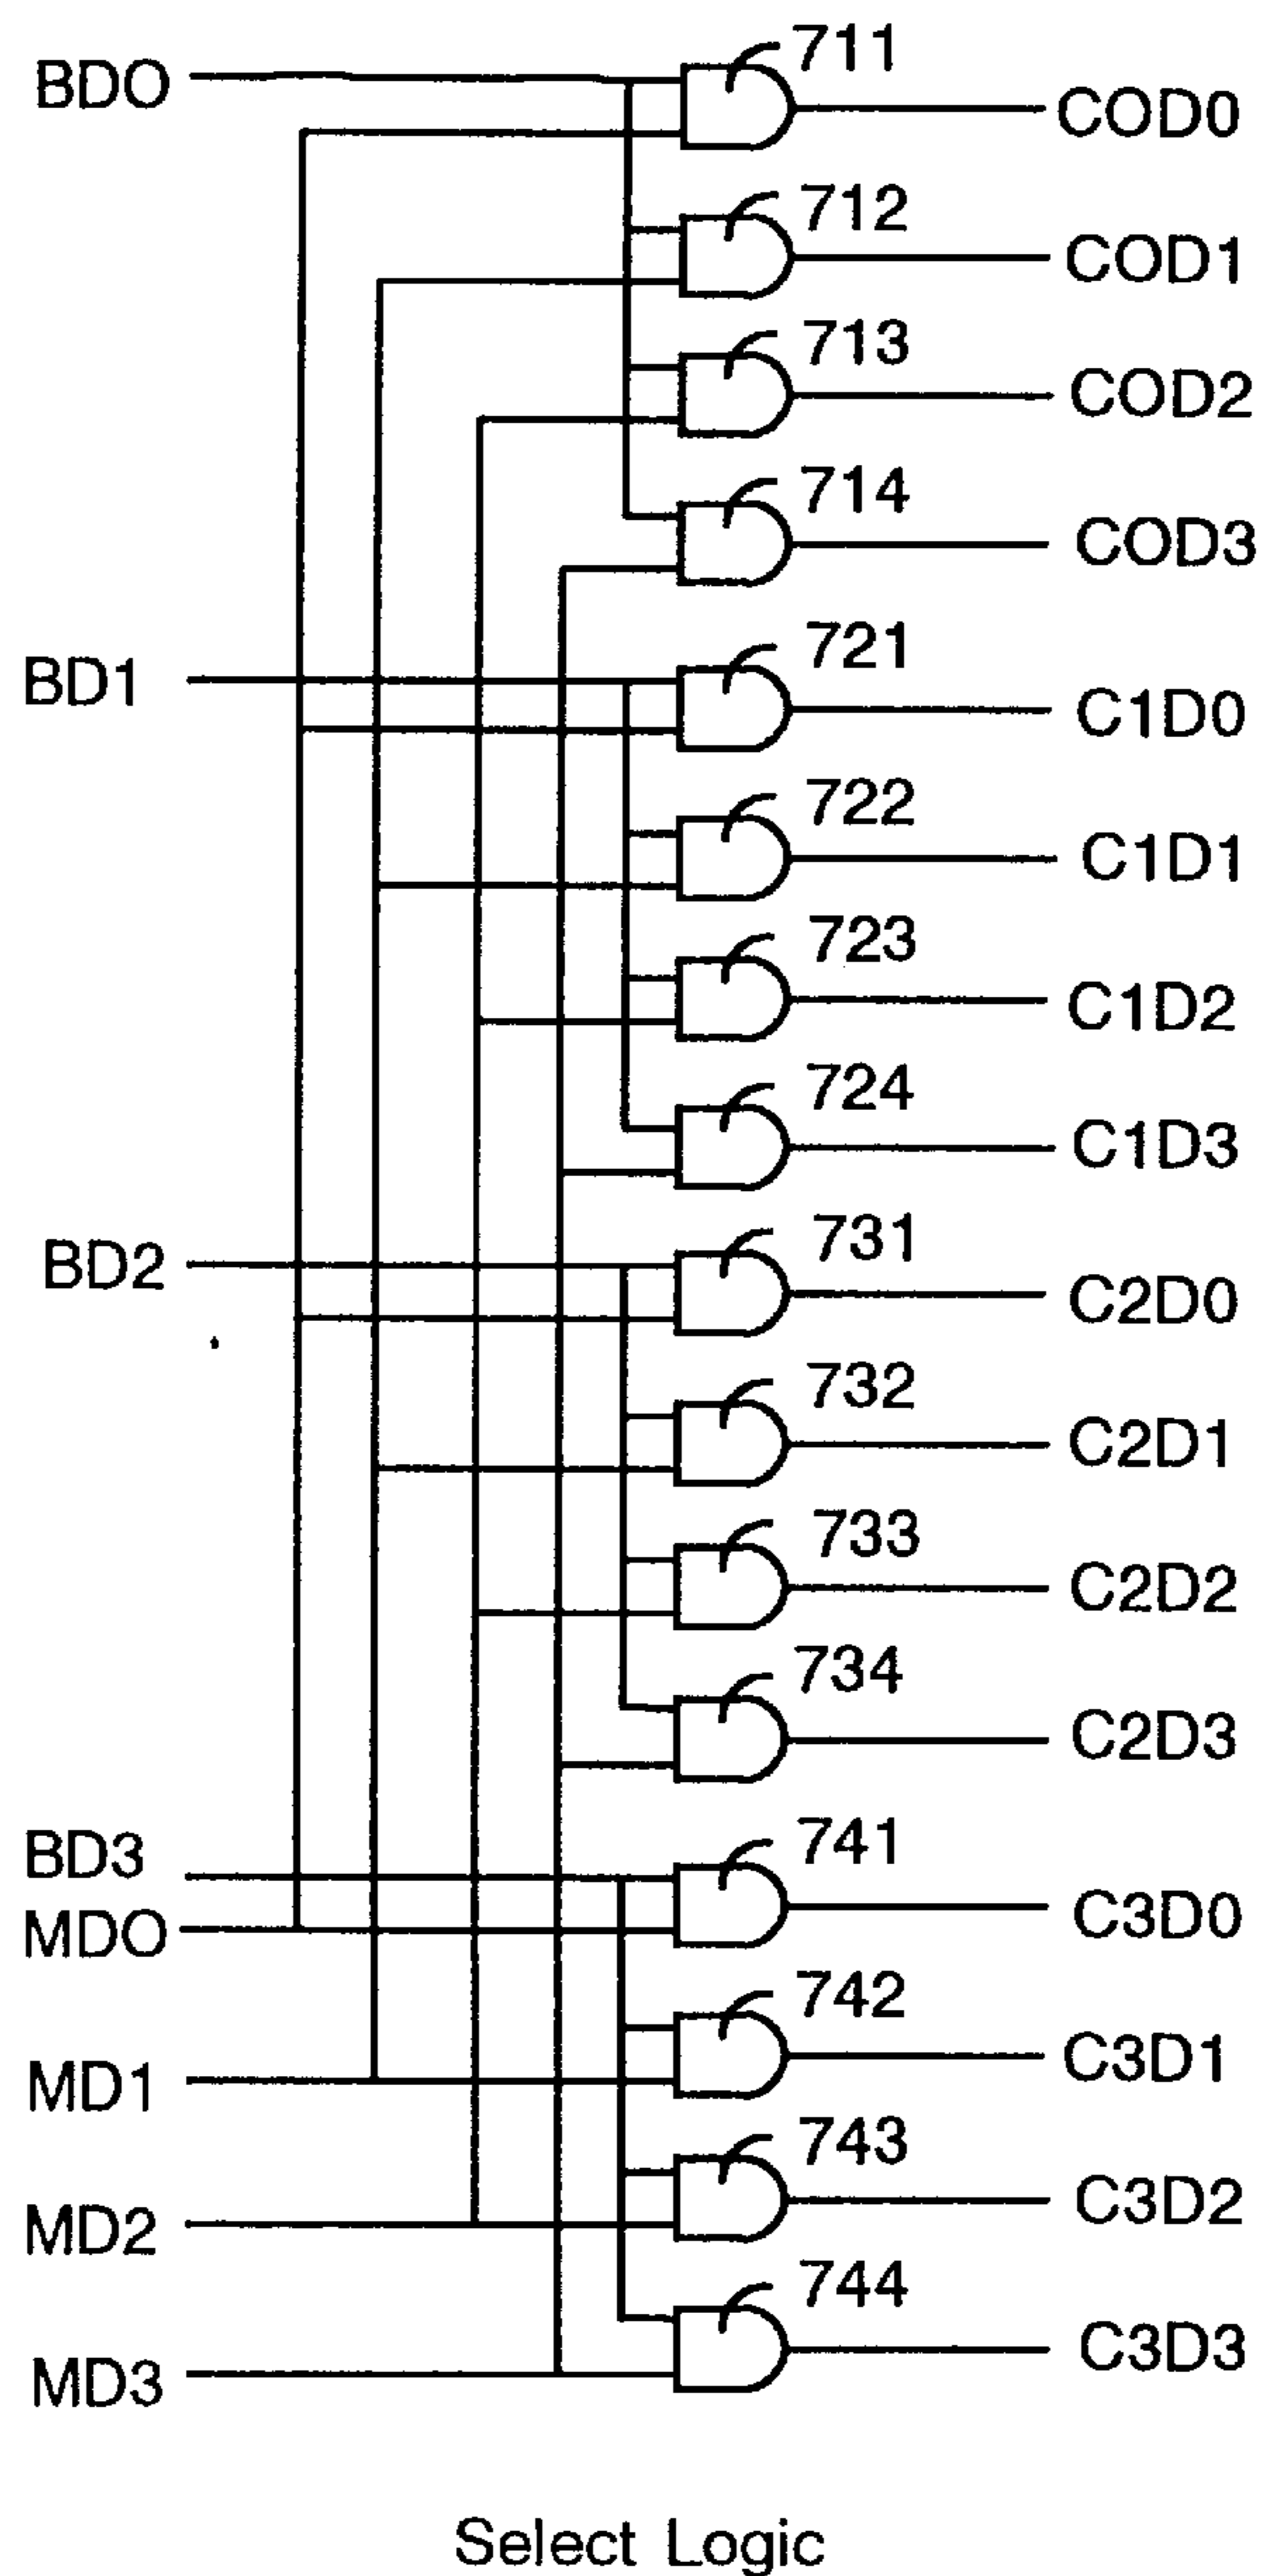 711
BDO
COD0
712
COD1
713
COD2
714
COD3
721
BD1
C1D0
722
C1D1
723
C1D2
724
C1D3
731
BD2
C2D0
732
C2D1
733
C2D2
734
C2D3
741
BD3
C3D0
MDO
742
C3D1
MD1
743
C3D2
MD2
744
C3D3
MD3
Select Logic